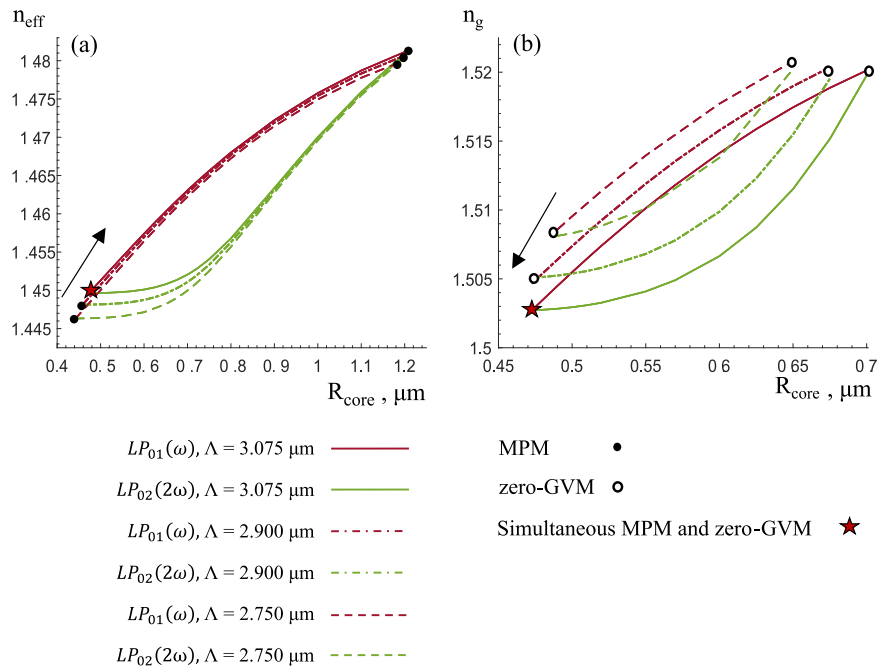 n_eff
(a)
1 48
1.475
1 47
1.465
1 46
1.455
1 45
1.445
0.4 0.5 0. 6 0.7 0. 8 0.9 1 1.1 1.2
R_core , μm
n_g
(b)
1.52
1.515
1.51
1.505
1.5
0.45 0.5 0.55 0.6 0.65 0.7
R_core , μm
LP₀₁(ω), Λ = 3.075 μm
LP₀₂(2ω), Λ = 3.075 μm
LP₀₁(ω), Λ = 2.900 μm
LP₀₂(2ω), Λ = 2.900 μm
LP₀₁(ω), Λ = 2.750 μm
LP₀₂(2ω), Λ = 2.750 μm
MPM
zero-GVM
Simultaneous MPM and zero-GVM